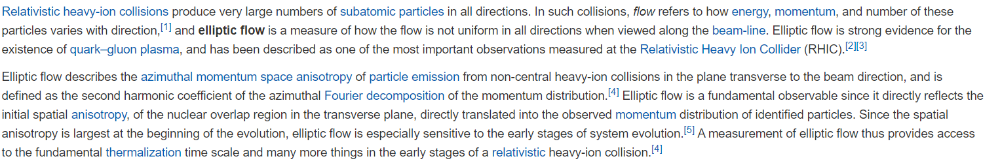 Relativistic heavy-ion collisions produce very large numbers of subatomic particles in all directions. In such collisions, flow refers to how energy, momentum, and number of these
particles varies with direction,[1] and elliptic flow is a measure of how the flow is not uniform in all directions when viewed along the beam-line. Elliptic flow is strong evidence for the
existence of quark–gluon plasma, and has been described as one of the most important observations measured at the Relativistic Heavy Ion Collider (RHIC).[2][3]
Elliptic flow describes the azimuthal momentum space anisotropy of particle emission from non-central heavy-ion collisions in the plane transverse to the beam direction, and is
defined as the second harmonic coefficient of the azimuthal Fourier decomposition of the momentum distribution.[4] Elliptic flow is a fundamental observable since it directly reflects the
initial spatial anisotropy, of the nuclear overlap region in the transverse plane, directly translated into the observed momentum distribution of identified particles. Since the spatial
anisotropy is largest at the beginning of the evolution, elliptic flow is especially sensitive to the early stages of system evolution.[5] A measurement of elliptic flow thus provides access
to the fundamental thermalization time scale and many more things in the early stages of a relativistic heavy-ion collision.[4]